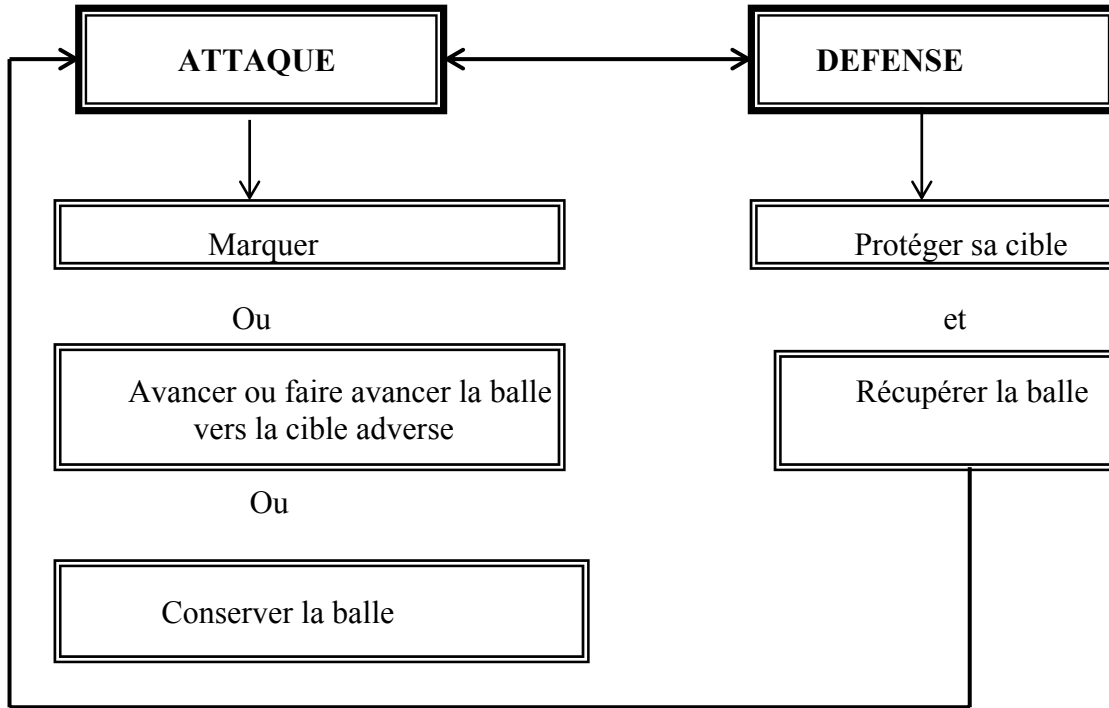 ATTAQUE
DEFENSE
Marquer
Protéger sa cible
Ou
et
Avancer ou faire avancer la balle
vers la cible adverse
Récupérer la balle
Ou
Conserver la balle